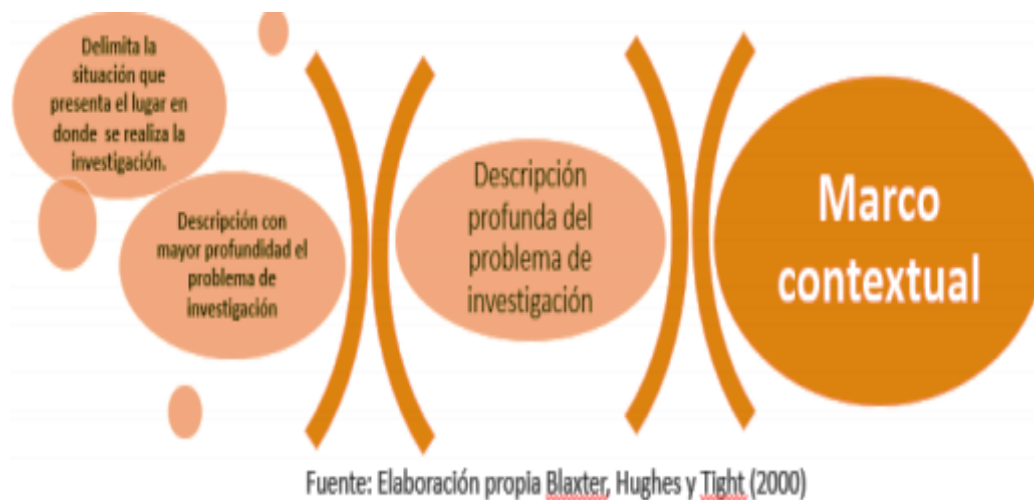 Delimita la
situación que
presenta el lugar en
donde se realiza la
investigación.
Descripción con
mayor profundidad el
problema de
investigación
Descripción
profunda del
problema de
investigación
Marco
contextual
Fuente: Elaboración propia Blaxter, Hughes y Tight (2000)